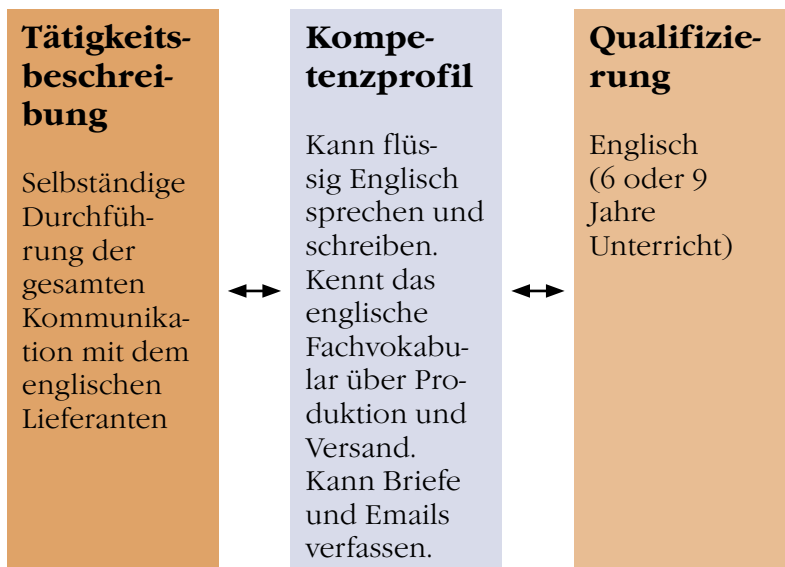 Tätigkeits-
beschrei-
bung
Selbständige
Durchfüh-
rung der
gesamten
Kommunika-
tion mit dem
englischen
Lieferanten
Kompe-
tenzprofil
Kann flüs-
sig Englisch
sprechen und
schreiben.
Kennt das
englische
Fachvokabu-
lar über Pro-
duktion und
Versand.
Kann Briefe
und Emails
verfassen.
Qualifizie-
rung
Englisch
(6 oder 9
Jahre
Unterricht)